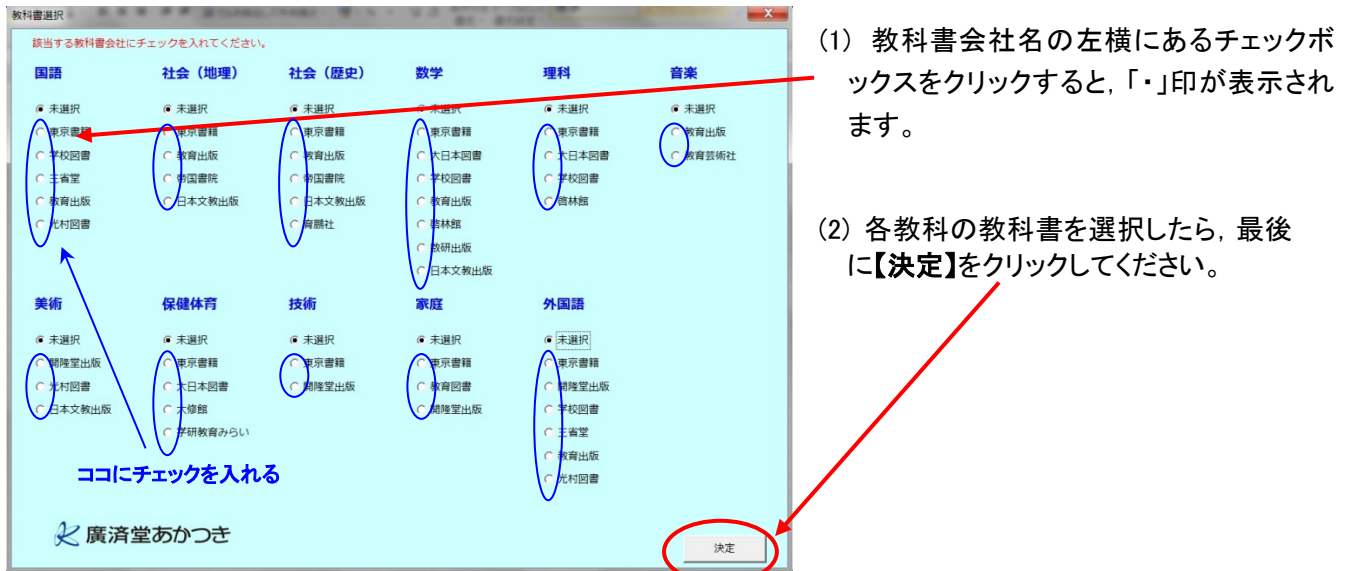 教科書選択
該当する教科書会社にチェックを入れてください。
国語
未選択
東京書籍
学校図書
三省堂
教育出版
光村図書
社会（地理）
未選択
東京書籍
教育出版
帝国書院
日本文教出版
社会（歴史）
未選択
東京書籍
教育出版
帝国書院
日本文教出版
育鵬社
数学
未選択
東京書籍
大日本図書
学校図書
教育出版
啓林館
数研出版
日本文教出版
理科
未選択
東京書籍
大日本図書
学校図書
啓林館
音楽
未選択
教育出版
教育芸術社
美術
未選択
開隆堂出版
光村図書
日本文教出版
保健体育
未選択
東京書籍
大日本図書
大修館
学研教育みらい
技術
未選択
東京書籍
開隆堂出版
家庭
未選択
東京書籍
教育図書
開隆堂出版
外国語
未選択
東京書籍
開隆堂出版
学校図書
三省堂
教育出版
光村図書
ココにチェックを入れる
廣済堂あかつき
決定
(1) 教科書会社名の左横にあるチェックボ
ックスをクリックすると,「・」印が表示され
ます。
(2) 各教科の教科書を選択したら, 最後
に【決定】をクリックしてください。